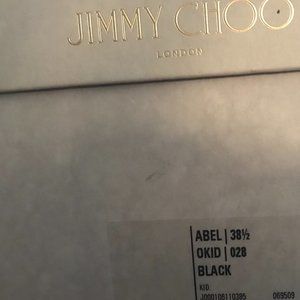 JIMMY CHOO
LONDON
ABEL | 38½
OKID | 028
BLACK
KID
J000106110385 069509